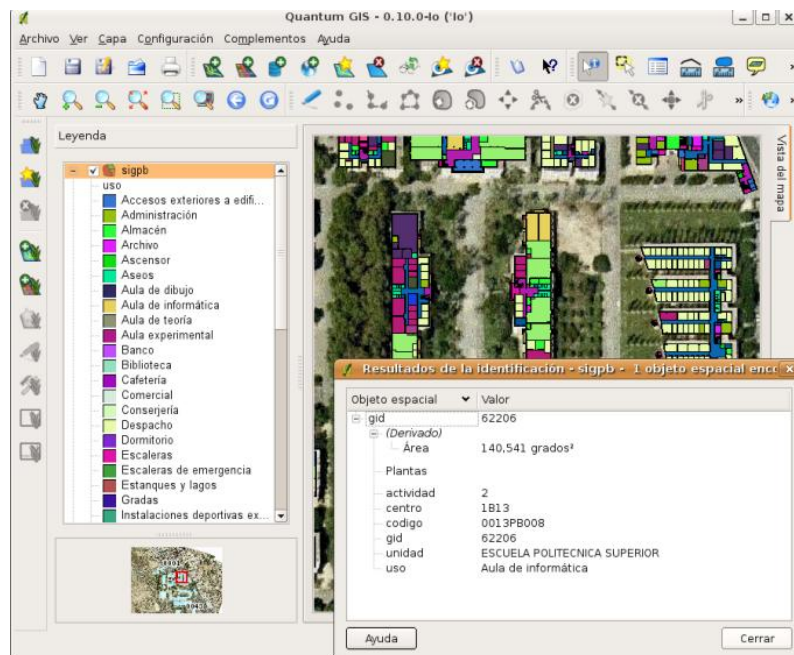 Quantum GIS - 0.10.0-Io ('Io')
Archivo Ver Capa Configuración Complementos Ayuda
Leyenda
sigpb
uso
Accesos exteriores a edifi...
Administración
Almacén
Archivo
Ascensor
Aseos
Aula de dibujo
Aula de informática
Aula de teoría
Aula experimental
Banco
Biblioteca
Cafetería
Comercial
Conserjería
Despacho
Dormitorio
Escaleras
Escaleras de emergencia
Estanques y lagos
Gradas
Instalaciones deportivas ex...
Vista del mapa
Resultados de la identificación - sigpb - 1 objeto espacial enco
Objeto espacial Valor
gid 62206
(Derivado)
Área 140,541 grados²
Plantas
actividad 2
centro 1B13
codigo 0013PB008
gid 62206
unidad ESCUELA POLITECNICA SUPERIOR
uso Aula de informática
Ayuda Cerrar